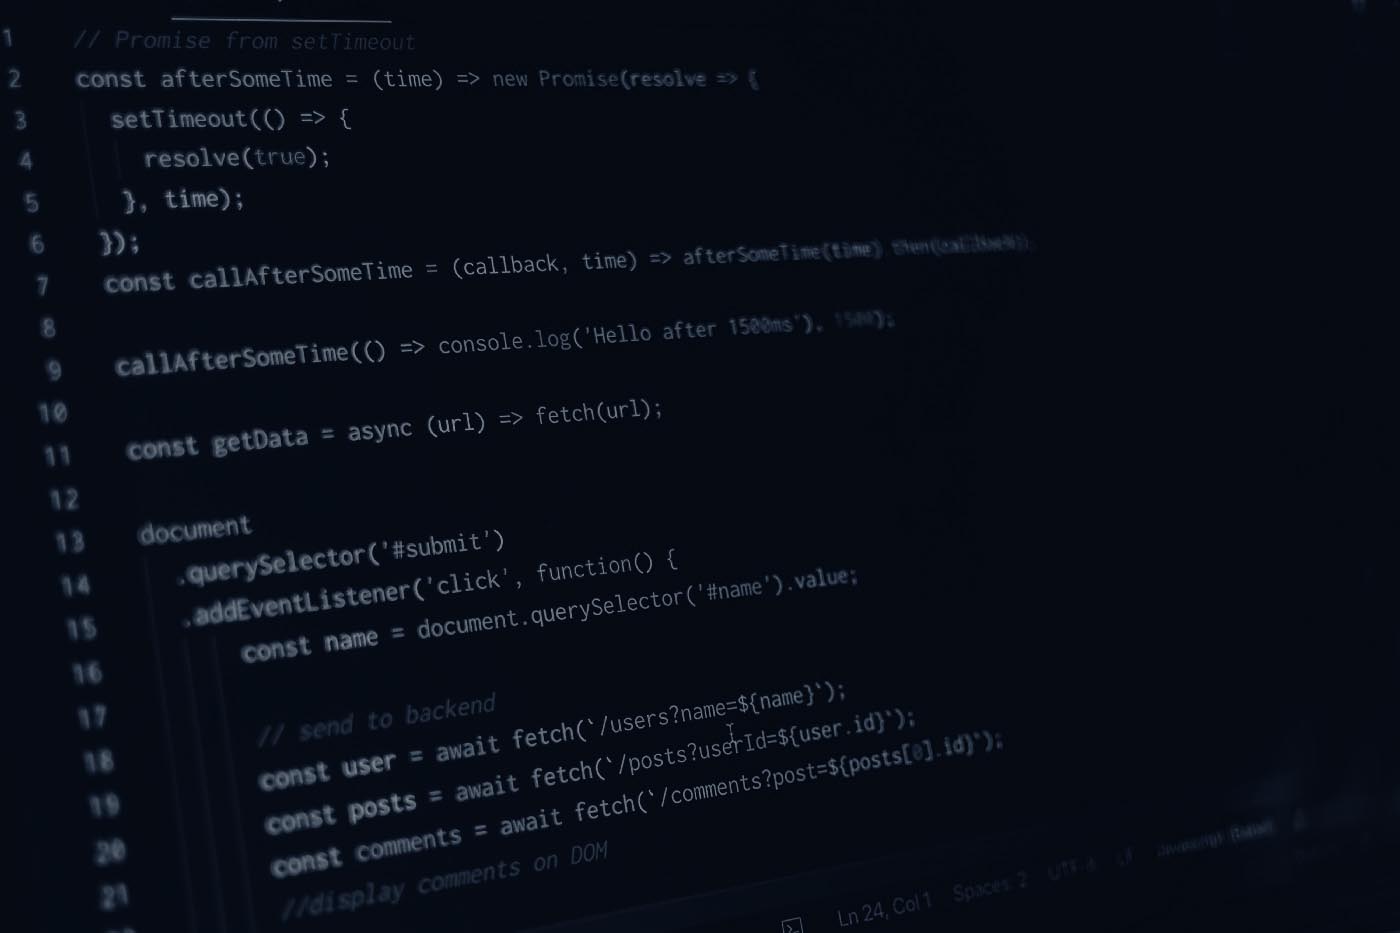 1 // Promise from setTimeout
2 const afterSomeTime = (time) => new Promise(resolve => {
3 setTimeout(() => {
4 resolve(true);
5 }, time);
6 });
7 const callAfterSomeTime = (callback, time) => afterSomeTime(time) then(callback);
8
9 callAfterSomeTime(() => console.log('Hello after 1500ms'), 1500);
10
11 const getData = async (url) => fetch(url);
12
13 document
14 .querySelector('#submit')
15 .addEventListener('click', function() {
16 const name = document.querySelector('#name').value;
17
18 // send to backend
19 const user = await fetch(`/users?name=${name}`);
20 const posts = await fetch(`/posts?userId=${user.id}`);
21 const comments = await fetch(`/comments?post=${posts[0].id}`);
//display comments on DOM
Ln 24, Col 1 Spaces: 2 UTF-8 LF